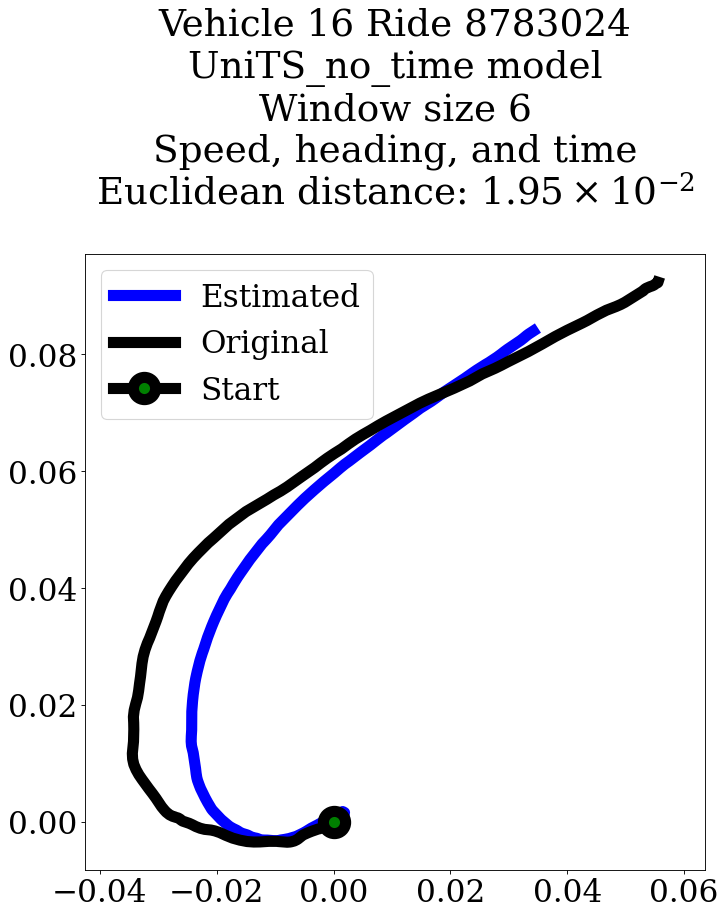 Vehicle 16 Ride 8783024
UniTS_no_time model
Window size 6
Speed, heading, and time
Euclidean distance: 1.95 × 10⁻²
Estimated
Original
Start
0.08
0.06
0.04
0.02
0.00
−0.04 −0.02 0.00 0.02 0.04 0.06